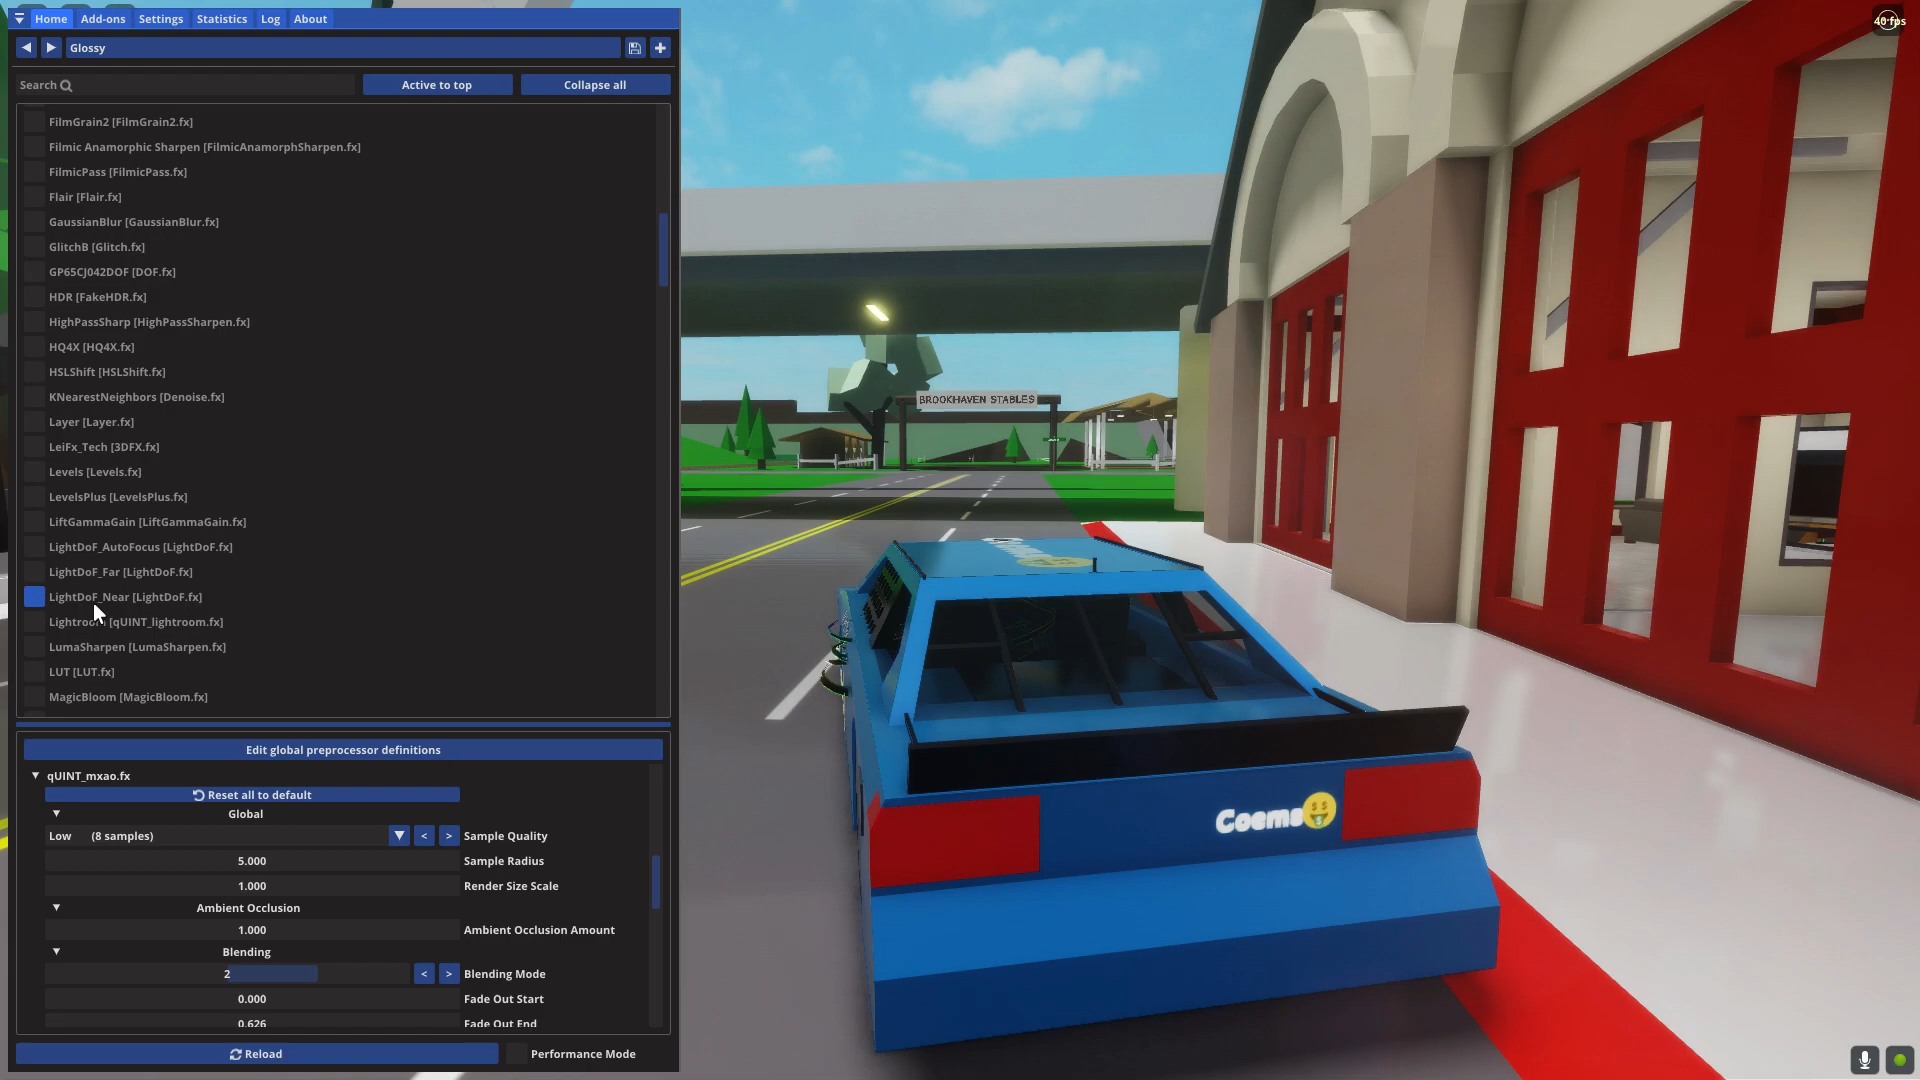 Home Add-ons Settings Statistics Log About
Glossy
Search Active to top Collapse all
FilmGrain2 [FilmGrain2.fx]
Filmic Anamorphic Sharpen [FilmicAnamorphSharpen.fx]
FilmicPass [FilmicPass.fx]
Flair [Flair.fx]
GaussianBlur [GaussianBlur.fx]
GlitchB [Glitch.fx]
GP65CJ042DOF [DOF.fx]
HDR [FakeHDR.fx]
HighPassSharp [HighPassSharpen.fx]
HQ4X [HQ4X.fx]
HSLShift [HSLShift.fx]
KNearestNeighbors [Denoise.fx]
Layer [Layer.fx]
LeiFx_Tech [3DFX.fx]
Levels [Levels.fx]
LevelsPlus [LevelsPlus.fx]
LiftGammaGain [LiftGammaGain.fx]
LightDoF_AutoFocus [LightDoF.fx]
LightDoF_Far [LightDoF.fx]
LightDoF_Near [LightDoF.fx]
Lightroom [qUINT_lightroom.fx]
LumaSharpen [LumaSharpen.fx]
LUT [LUT.fx]
MagicBloom [MagicBloom.fx]
Edit global preprocessor definitions
qUINT_mxao.fx
Reset all to default
Global
Low (8 samples) < > Sample Quality
5.000 Sample Radius
1.000 Render Size Scale
Ambient Occlusion
1.000 Ambient Occlusion Amount
Blending
2 < > Blending Mode
0.000 Fade Out Start
0.626 Fade Out End
Reload Performance Mode
40 fps
BROOKHAVEN STABLES
Coems